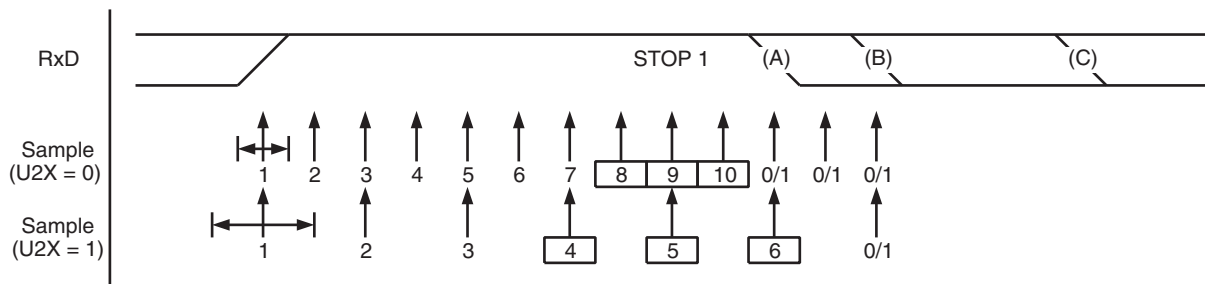 RxD STOP 1 (A) (B) (C)
Sample
(U2X = 0)
1 2 3 4 5 6 7 8 9 10 0/1 0/1 0/1
Sample
(U2X = 1)
1 2 3 4 5 6 0/1